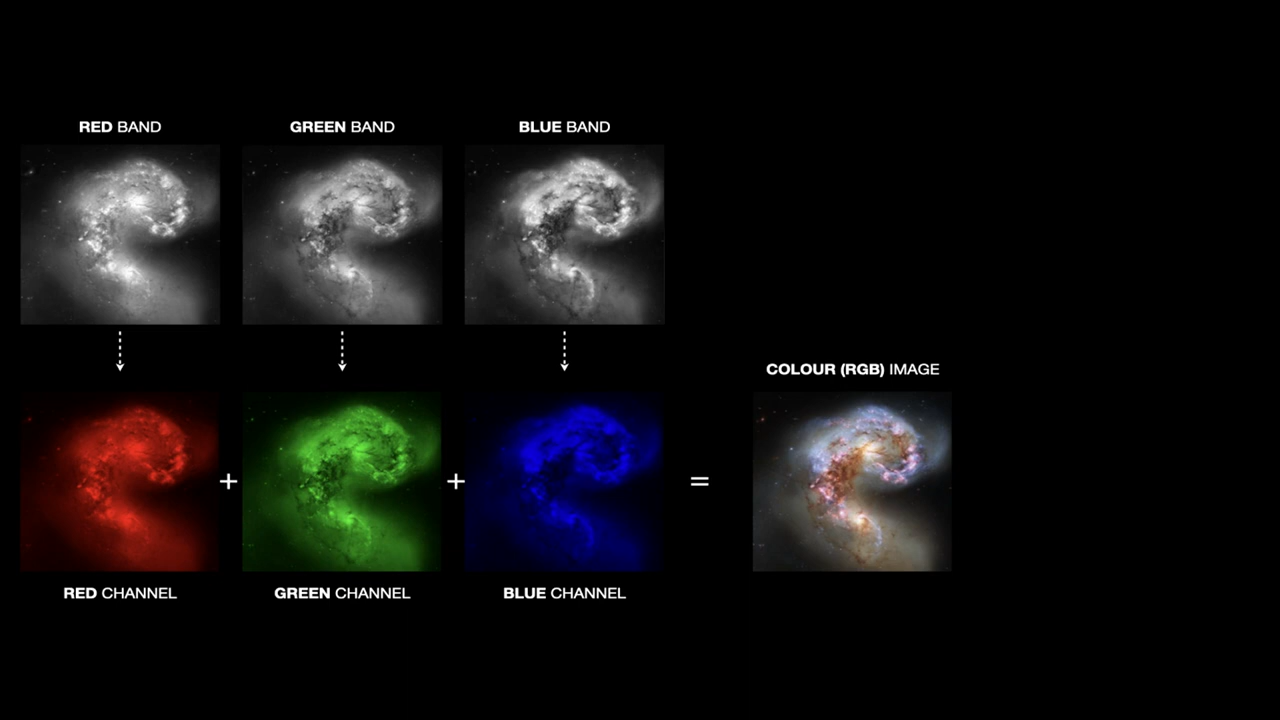 RED BAND
GREEN BAND
BLUE BAND
COLOUR (RGB) IMAGE
+
+
=
RED CHANNEL
GREEN CHANNEL
BLUE CHANNEL